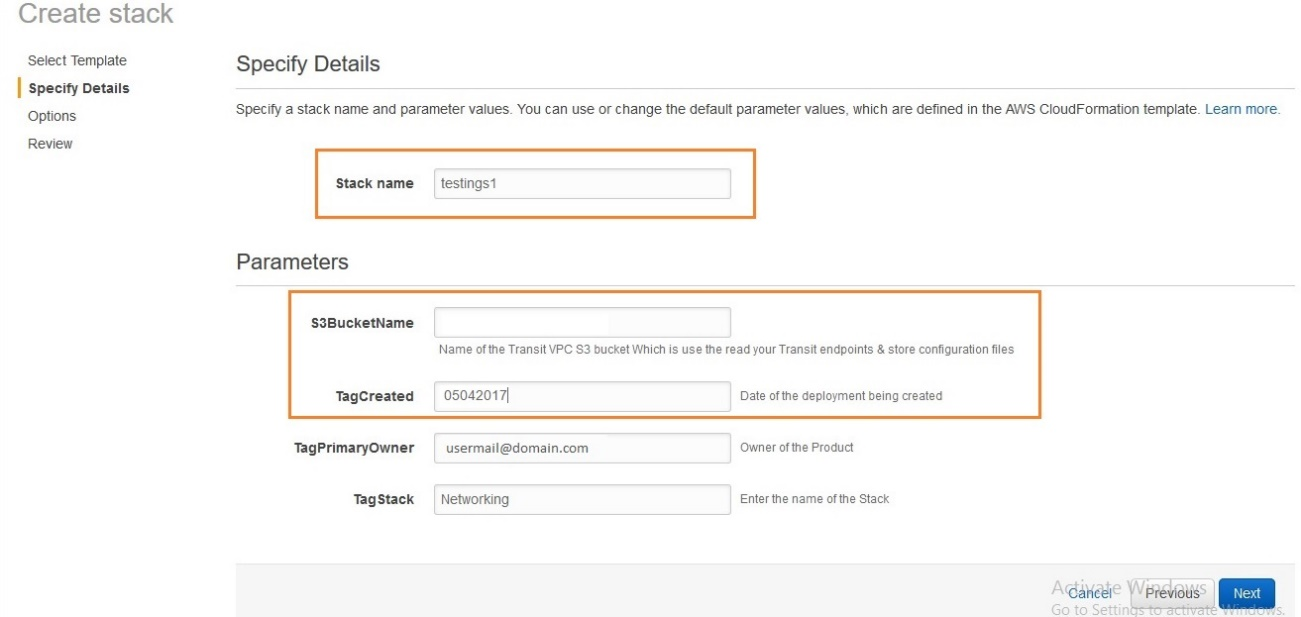 Create stack
Select Template
Specify Details
Options
Review
Specify Details
Specify a stack name and parameter values. You can use or change the default parameter values, which are defined in the AWS CloudFormation template. Learn more.
Stack name testings1
Parameters
S3BucketName
Name of the Transit VPC S3 bucket Which is use the read your Transit endpoints & store configuration files
TagCreated 05042017 Date of the deployment being created
TagPrimaryOwner usermail@domain.com Owner of the Product
TagStack Networking Enter the name of the Stack
Activate Windows
Cancel Previous Next
Go to Settings to activate Windows.